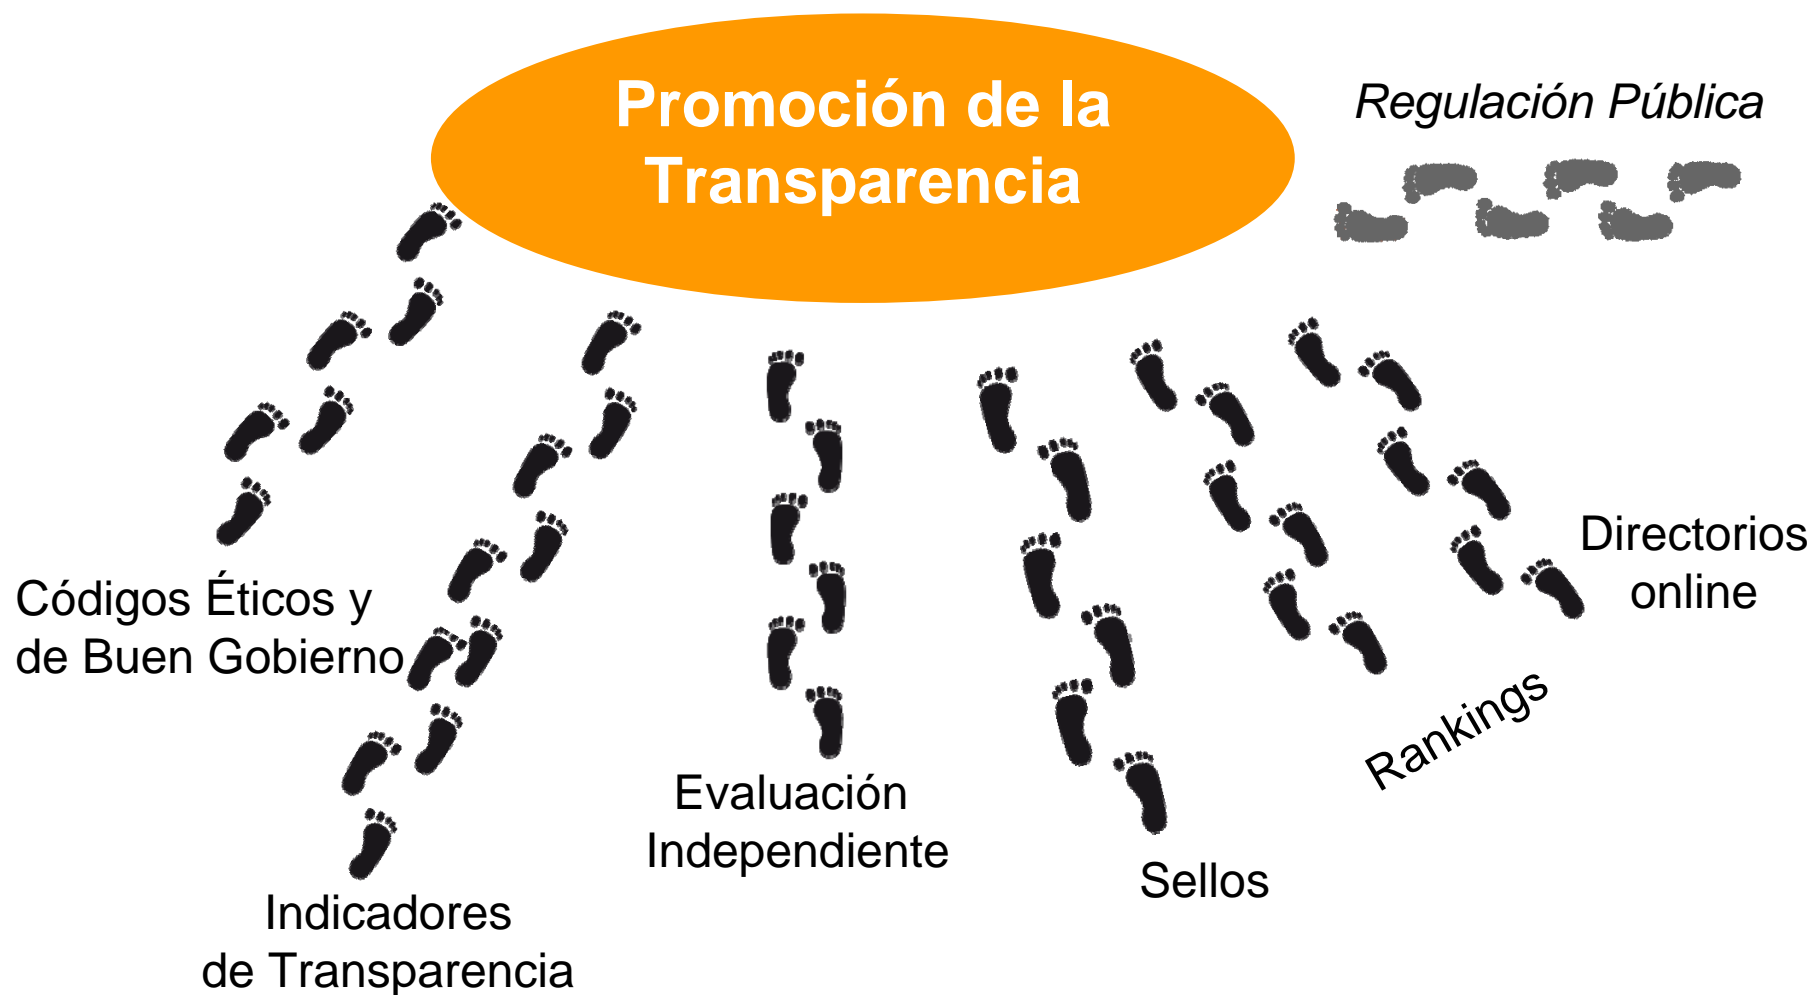 Promoción de la
Transparencia
Regulación Pública
Códigos Éticos y
de Buen Gobierno
Indicadores
de Transparencia
Evaluación
Independiente
Sellos
Rankings
Directorios
online